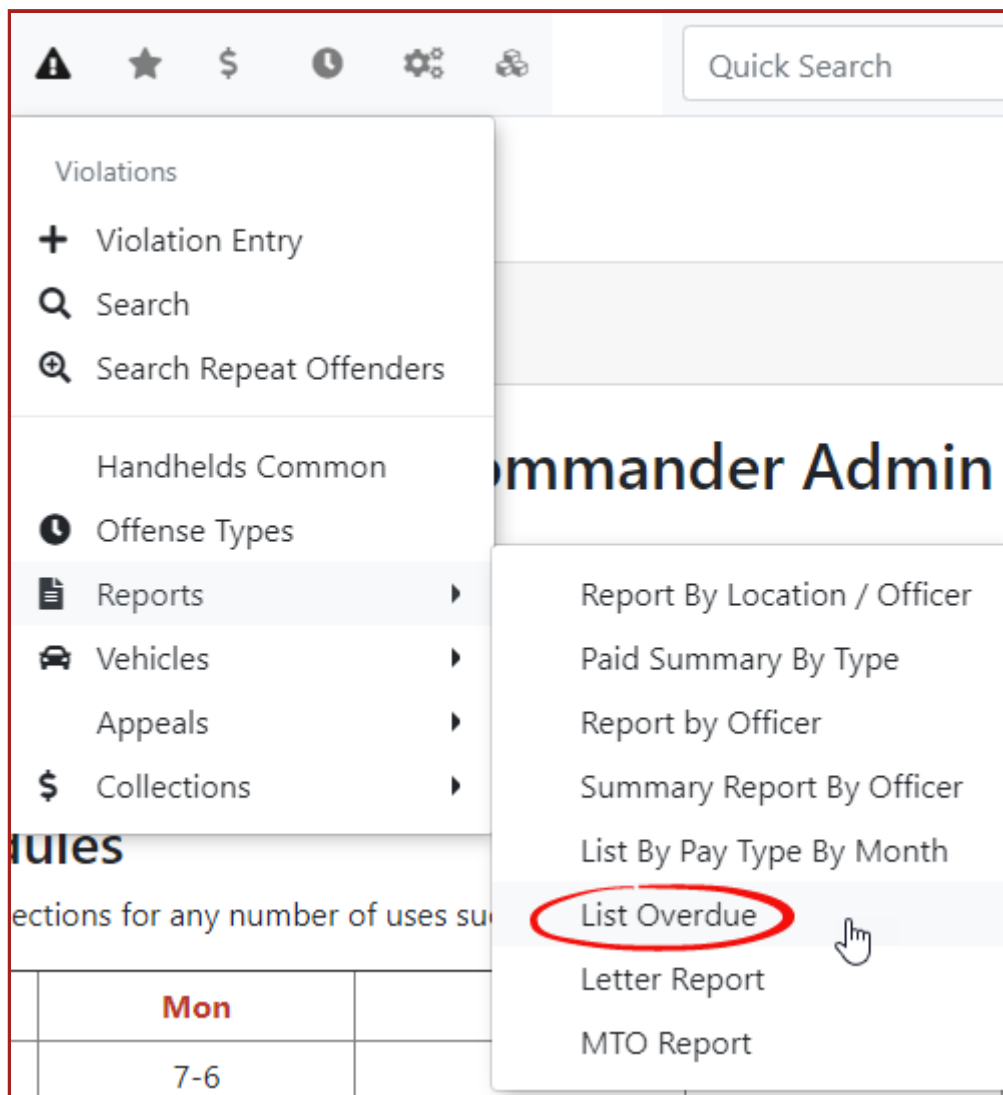 Quick Search
Violations
Violation Entry
Search
Search Repeat Offenders
Handhelds Common
ommander Admin
Offense Types
Reports
Report By Location / Officer
Vehicles
Paid Summary By Type
Appeals
Report by Officer
$ Collections
Summary Report By Officer
dules
List By Pay Type By Month
ections for any number of uses su
List Overdue
Letter Report
Mon
MTO Report
7-6